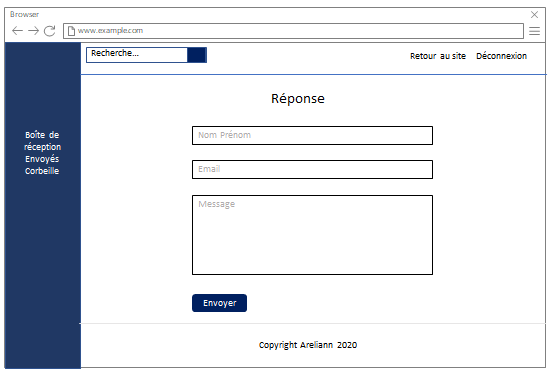 Browser
www.example.com
Recherche...
Retour au site Déconnexion
Réponse
Boîte de
réception
Envoyés
Corbeille
Nom Prénom
Email
Message
Envoyer
Copyright Areliann 2020